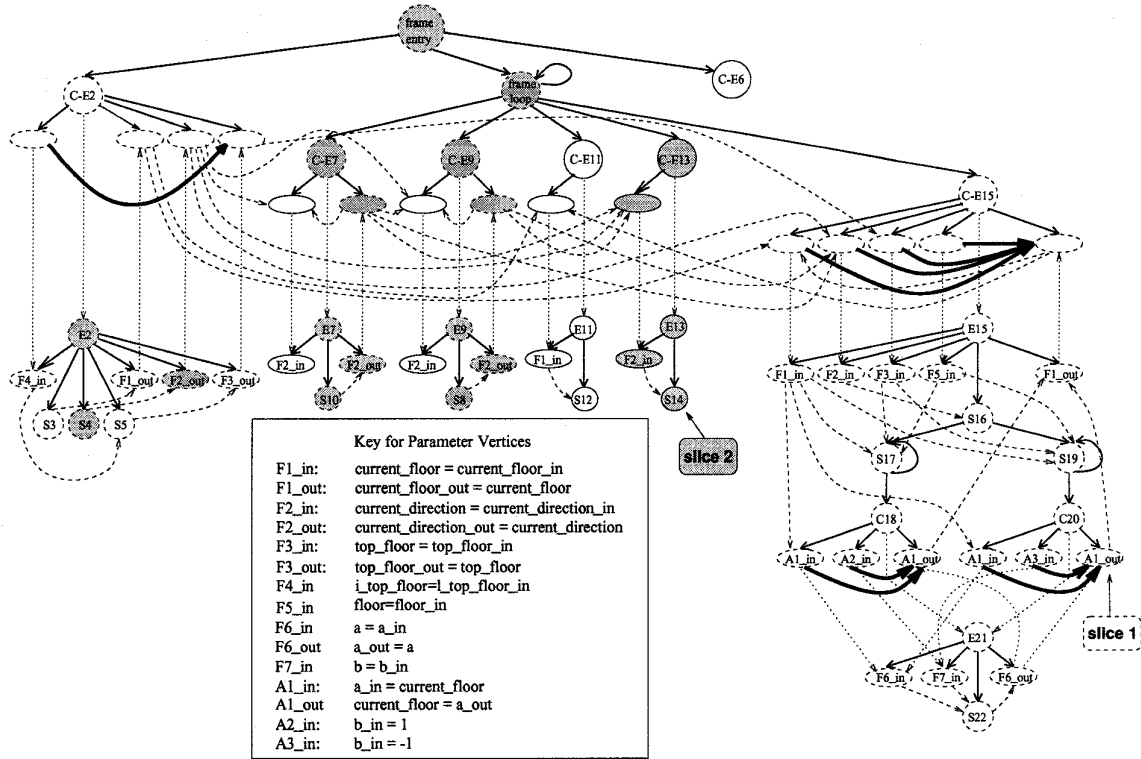 frame
entry
C-E2
frame
loop
C-E6
C-E7
C-E9
C-E11
C-E13
C-E15
E2
E7
E9
E11
E13
E15
F4_in
F1_out
F2_out
F3_out
F2_in
F2_out
F2_in
F2_out
F1_in
F2_in
F1_in
F2_in
F3_in
F5_in
F1_out
S3
S4
S5
S10
S8
S12
S14
S16
slice 2
S17
S19
C18
C20
A1_in
A2_in
A1_out
A1_in
A3_in
A1_out
slice 1
E21
F6_in
F7_in
F6_out
S22
Key for Parameter Vertices
F1_in: current_floor = current_floor_in
F1_out: current_floor_out = current_floor
F2_in: current_direction = current_direction_in
F2_out: current_direction_out = current_direction
F3_in: top_floor = top_floor_in
F3_out: top_floor_out = top_floor
F4_in i_top_floor=l_top_floor_in
F5_in floor=floor_in
F6_in a = a_in
F6_out a_out = a
F7_in b = b_in
A1_in: a_in = current_floor
A1_out current_floor = a_out
A2_in: b_in = 1
A3_in: b_in = -1